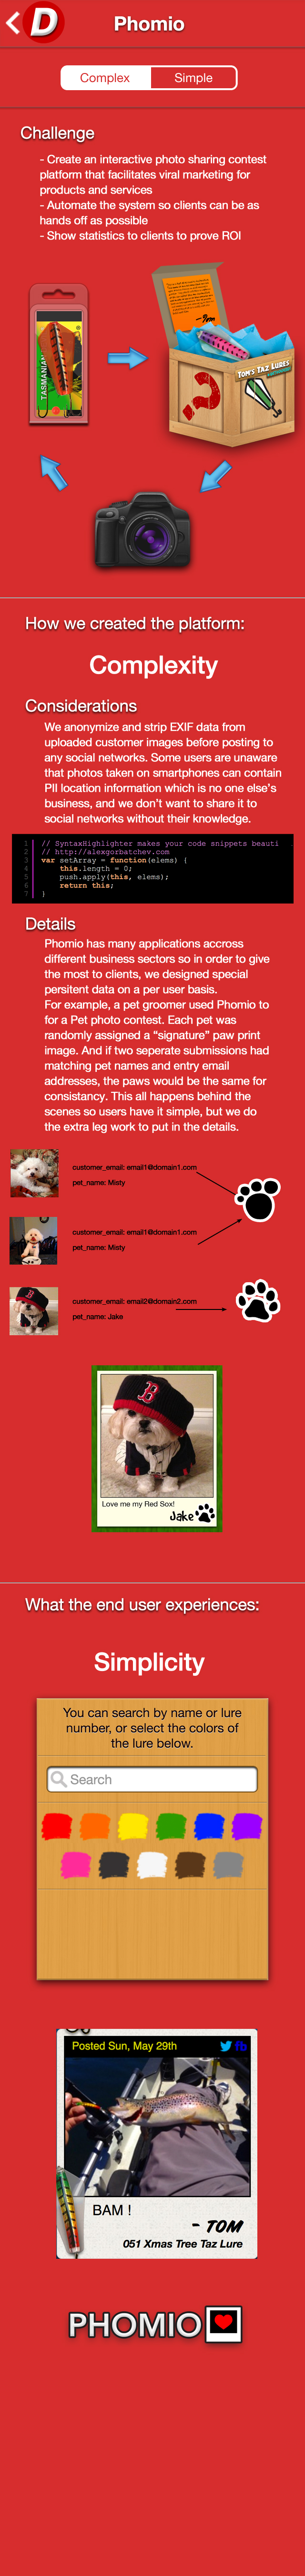 D
Phomio
Complex
Simple
Challenge
- Create an interactive photo sharing contest
platform that facilitates viral marketing for
products and services
- Automate the system so clients can be as
hands off as possible
- Show statistics to clients to prove ROI
TASMANIAN
- Tom
TOM'S TAZ LURES
How we created the platform:
Complexity
Considerations
We anonymize and strip EXIF data from
uploaded customer images before posting to
any social networks. Some users are unaware
that photos taken on smartphones can contain
PII location information which is no one else's
business, and we don't want to share it to
social networks without their knowledge.
1 // SyntaxHighlighter makes your code snippets beauti
2 // http://alexgorbatchev.com
3 var setArray = function(elems) {
4 this.length = 0;
5 push.apply(this, elems);
6 return this;
7 }
Details
Phomio has many applications accross
different business sectors so in order to give
the most to clients, we designed special
persitent data on a per user basis.
For example, a pet groomer used Phomio to
for a Pet photo contest. Each pet was
randomly assigned a “signature” paw print
image. And if two seperate submissions had
matching pet names and entry email
addresses, the paws would be the same for
consistancy. This all happens behind the
scenes so users have it simple, but we do
the extra leg work to put in the details.
customer_email: email1@domain1.com
pet_name: Misty
customer_email: email1@domain1.com
pet_name: Misty
customer_email: email2@domain2.com
pet_name: Jake
B
Love me my Red Sox!
Jake
What the end user experiences:
Simplicity
You can search by name or lure
number, or select the colors of
the lure below.
Search
Posted Sun, May 29th
fb
BAM !
- TOM
051 Xmas Tree Taz Lure
PHOMIO